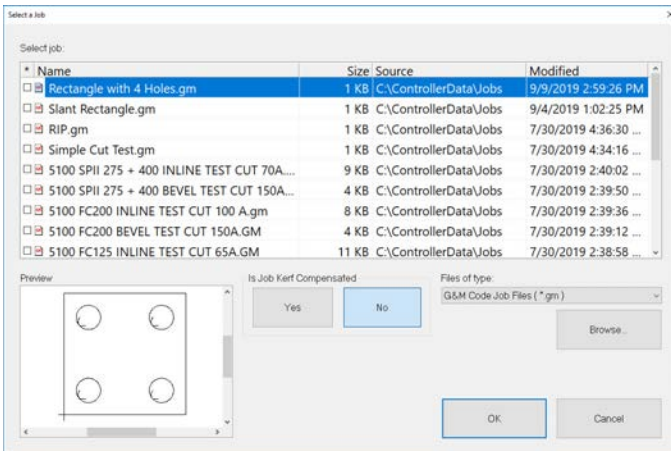 Select a Job
Select job:
* Name Size Source Modified
Rectangle with 4 Holes.gm 1 KB C:\ControllerData\Jobs 9/9/2019 2:59:26 PM
Slant Rectangle.gm 1 KB C:\ControllerData\Jobs 9/4/2019 1:02:25 PM
RIP.gm 1 KB C:\ControllerData\Jobs 7/30/2019 4:36:30 ...
Simple Cut Test.gm 1 KB C:\ControllerData\Jobs 7/30/2019 4:34:16 ...
5100 SPII 275 + 400 INLINE TEST CUT 70A.... 9 KB C:\ControllerData\Jobs 7/30/2019 2:40:02 ...
5100 SPII 275 + 400 BEVEL TEST CUT 150A... 4 KB C:\ControllerData\Jobs 7/30/2019 2:39:50 ...
5100 FC200 INLINE TEST CUT 100 A.gm 8 KB C:\ControllerData\Jobs 7/30/2019 2:39:36 ...
5100 FC200 BEVEL TEST CUT 150A.GM 4 KB C:\ControllerData\Jobs 7/30/2019 2:39:12 ...
5100 FC125 INLINE TEST CUT 65A.GM 11 KB C:\ControllerData\Jobs 7/30/2019 2:38:58 ...
Preview
Is Job Kerf Compensated
Yes No
Files of type:
G&M Code Job Files ( *.gm )
Browse...
OK Cancel